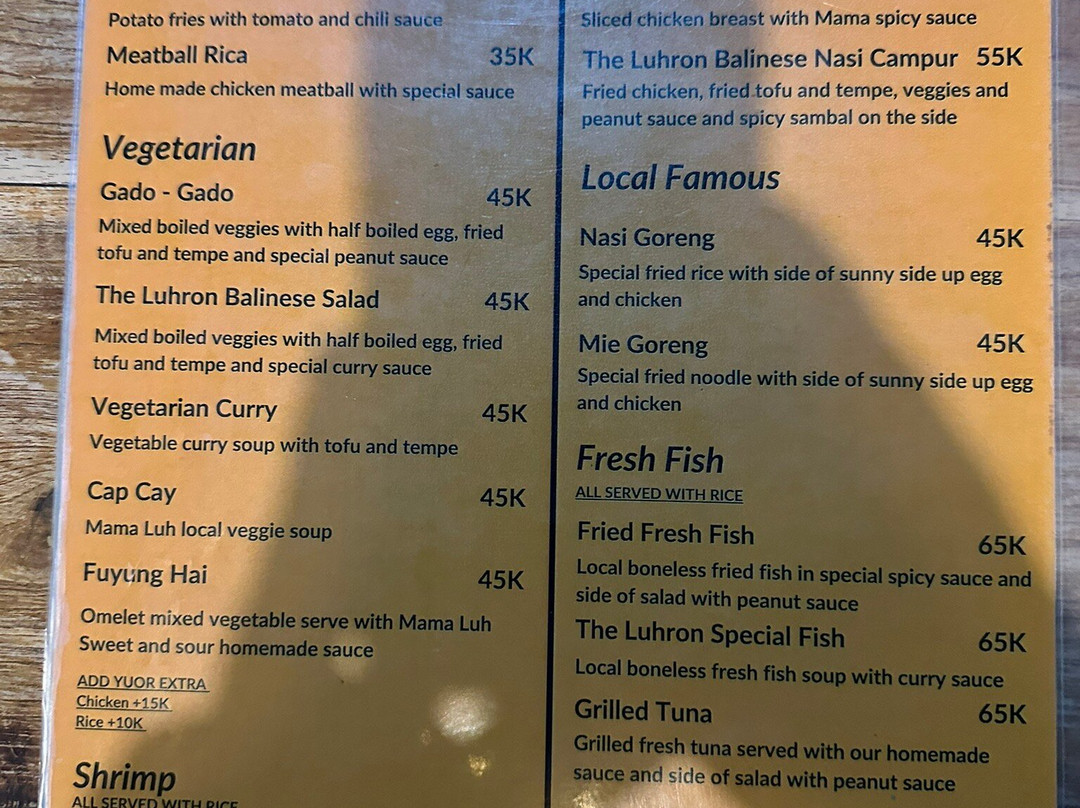 Potato fries with tomato and chili sauce
Meatball Rica 35K
Home made chicken meatball with special sauce
Vegetarian
Gado - Gado 45K
Mixed boiled veggies with half boiled egg, fried
tofu and tempe and special peanut sauce
The Luhron Balinese Salad 45K
Mixed boiled veggies with half boiled egg, fried
tofu and tempe and special curry sauce
Vegetarian Curry 45K
Vegetable curry soup with tofu and tempe
Cap Cay 45K
Mama Luh local veggie soup
Fuyung Hai 45K
Omelet mixed vegetable serve with Mama Luh
Sweet and sour homemade sauce
ADD YUOR EXTRA
Chicken +15K
Rice +10K
Shrimp
ALL SERVED WITH RICE
Sliced chicken breast with Mama spicy sauce
The Luhron Balinese Nasi Campur 55K
Fried chicken, fried tofu and tempe, veggies and
peanut sauce and spicy sambal on the side
Local Famous
Nasi Goreng 45K
Special fried rice with side of sunny side up egg
and chicken
Mie Goreng 45K
Special fried noodle with side of sunny side up egg
and chicken
Fresh Fish
ALL SERVED WITH RICE
Fried Fresh Fish 65K
Local boneless fried fish in special spicy sauce and
side of salad with peanut sauce
The Luhron Special Fish 65K
Local boneless fresh fish soup with curry sauce
Grilled Tuna 65K
Grilled fresh tuna served with our homemade
sauce and side of salad with peanut sauce